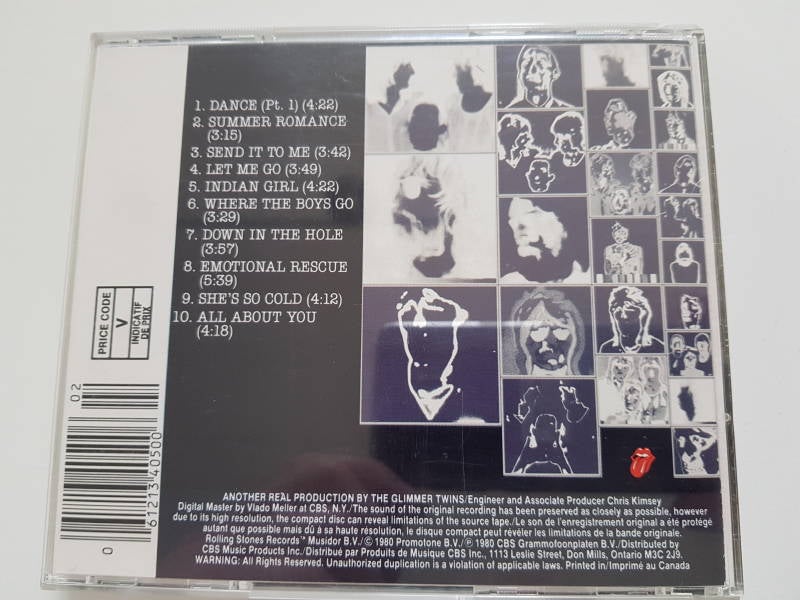 1. DANCE (Pt. 1) (4:22)
2. SUMMER ROMANCE
(3:15)
3. SEND IT TO ME (3:42)
4. LET ME GO (3:49)
5. INDIAN GIRL (4:22)
6. WHERE THE BOYS GO
(3:29)
7. DOWN IN THE HOLE
(3:57)
8. EMOTIONAL RESCUE
(5:39)
9. SHE'S SO COLD (4:12)
10. ALL ABOUT YOU
(4:18)
PRICE CODE
V
INDICATIF
DE PRIX
02
0 61213 40500
ANOTHER REAL PRODUCTION BY THE GLIMMER TWINS/Engineer and Associate Producer Chris Kimsey
Digital Master by Vlado Meller at CBS, N.Y./The sound of the original recording has been preserved as closely as possible, however
due to its high resolution, the compact disc can reveal limitations of the source tape./Le son de l'enregistrement original a été protégé
autant que possible mais dû à sa haute résolution, le disque compact peut révéler les limitations de la bande originale.
Rolling Stones Records™ Musidor B.V./© 1980 Promotone B.V./℗ 1980 CBS Grammofoonplaten B.V./Distributed by
CBS Music Products Inc./Distribué par Produits de Musique CBS Inc., 1113 Leslie Street, Don Mills, Ontario M3C 2J9.
WARNING: All Rights Reserved. Unauthorized duplication is a violation of applicable laws. Printed in/Imprimé au Canada